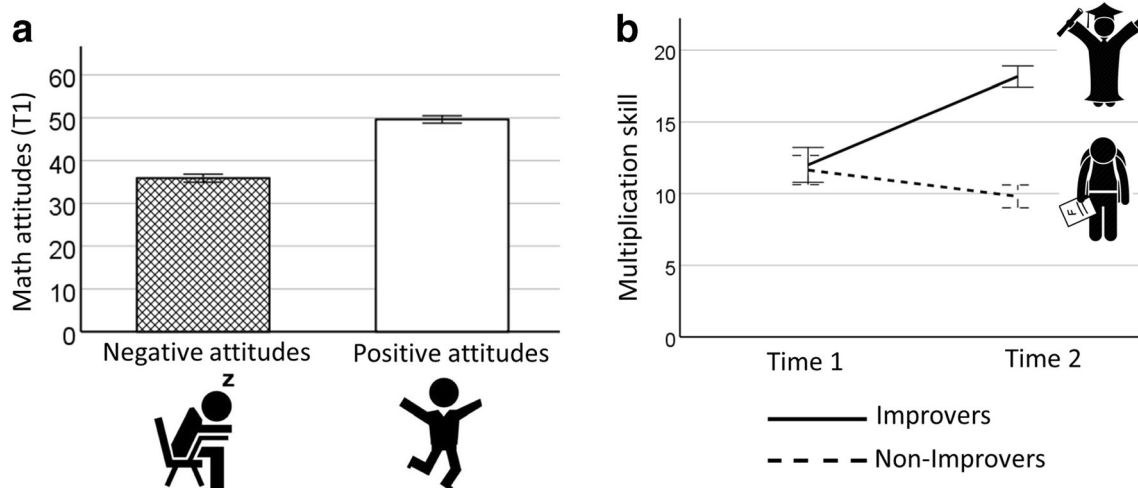 a
Math attitudes (T1)
60
50
40
30
20
10
0
Negative attitudes
Positive attitudes
z
b
Multiplication skill
20
15
10
5
0
Time 1
Time 2
F
Improvers
Non-Improvers